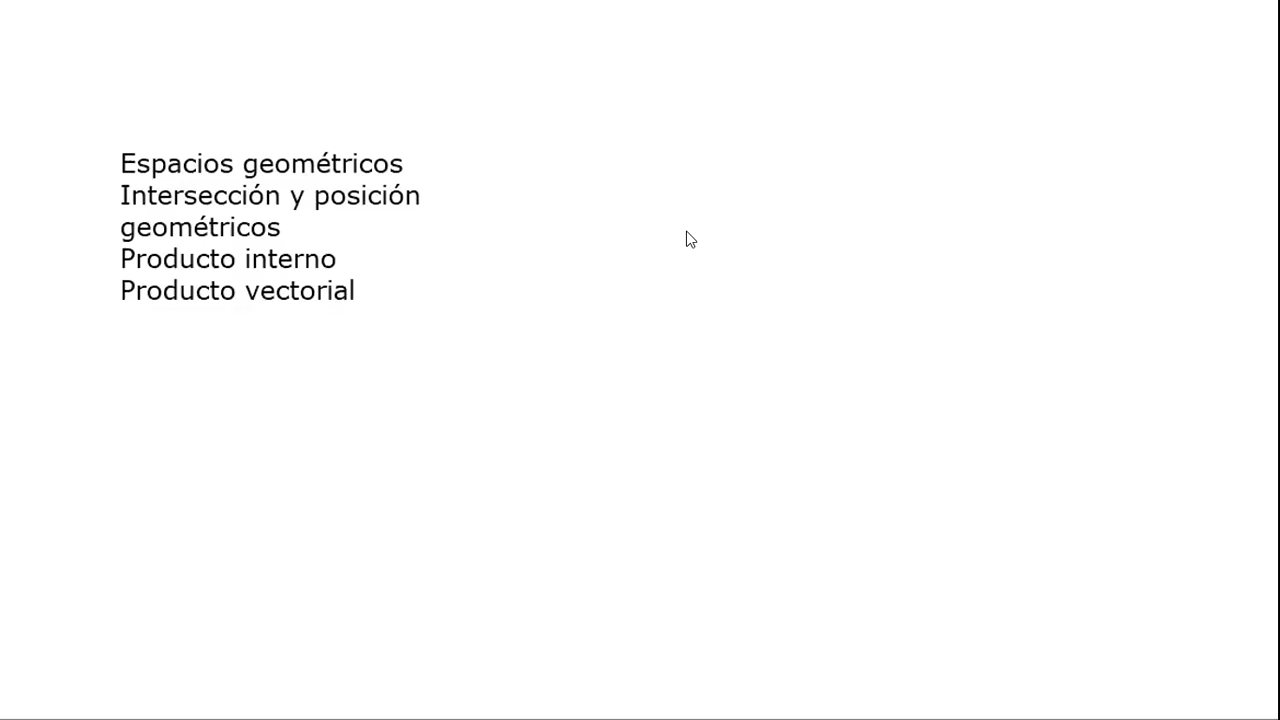 Espacios geométricos
Intersección y posición
geométricos
Producto interno
Producto vectorial